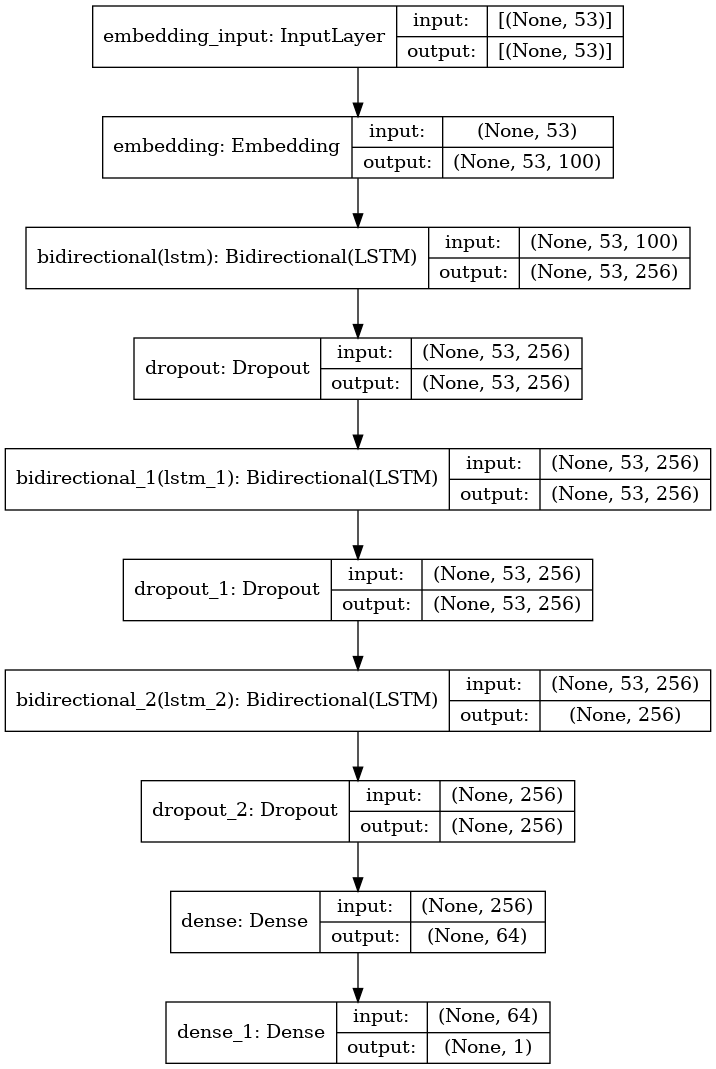 embedding_input: InputLayer
input: [(None, 53)]
output: [(None, 53)]
embedding: Embedding
input: (None, 53)
output: (None, 53, 100)
bidirectional(lstm): Bidirectional(LSTM)
input: (None, 53, 100)
output: (None, 53, 256)
dropout: Dropout
input: (None, 53, 256)
output: (None, 53, 256)
bidirectional_1(lstm_1): Bidirectional(LSTM)
input: (None, 53, 256)
output: (None, 53, 256)
dropout_1: Dropout
input: (None, 53, 256)
output: (None, 53, 256)
bidirectional_2(lstm_2): Bidirectional(LSTM)
input: (None, 53, 256)
output: (None, 256)
dropout_2: Dropout
input: (None, 256)
output: (None, 256)
dense: Dense
input: (None, 256)
output: (None, 64)
dense_1: Dense
input: (None, 64)
output: (None, 1)